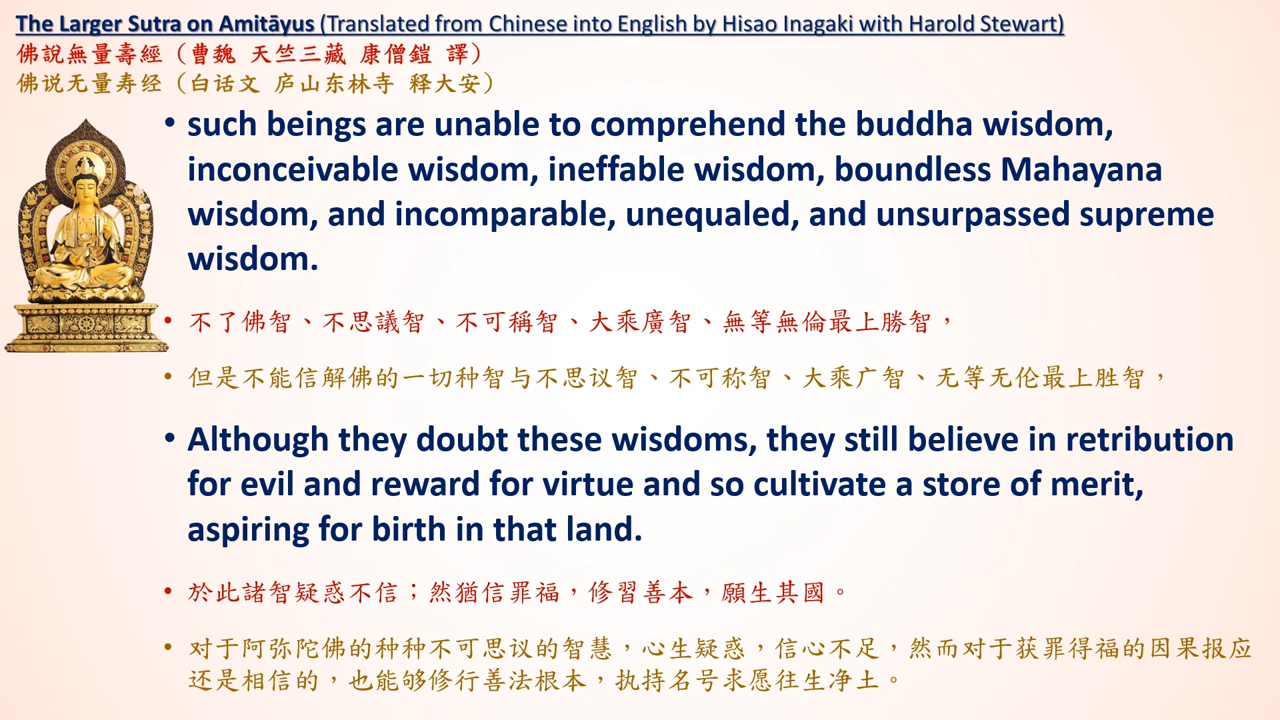 The Larger Sutra on Amitāyus (Translated from Chinese into English by Hisao Inagaki with Harold Stewart)
佛說無量壽經（曹魏 天竺三藏 康僧鎧 譯）
佛说无量寿经（白话文 庐山东林寺 释大安）
• such beings are unable to comprehend the buddha wisdom,
inconceivable wisdom, ineffable wisdom, boundless Mahayana
wisdom, and incomparable, unequaled, and unsurpassed supreme
wisdom.
• 不了佛智、不思議智、不可稱智、大乘廣智、無等無倫最上勝智，
• 但是不能信解佛的一切种智与不思议智、不可称智、大乘广智、无等无伦最上胜智，
• Although they doubt these wisdoms, they still believe in retribution
for evil and reward for virtue and so cultivate a store of merit,
aspiring for birth in that land.
• 於此諸智疑惑不信；然猶信罪福，修習善本，願生其國。
• 对于阿弥陀佛的种种不可思议的智慧，心生疑惑，信心不足，然而对于获罪得福的因果报应
还是相信的，也能够修行善法根本，执持名号求愿往生净土。